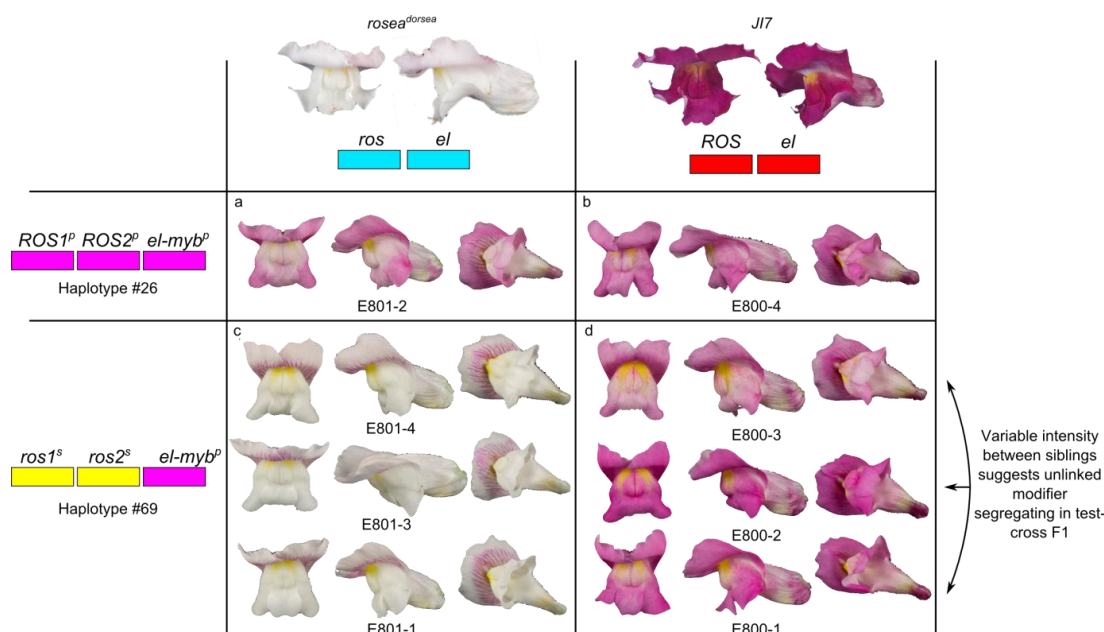 rosea^dorsea
JI7
ros el
ROS el
ROS1^p ROS2^p el-myb^p
Haplotype #26
a
E801-2
b
E800-4
ros1^s ros2^s el-myb^p
Haplotype #69
c
E801-4
E801-3
E801-1
d
E800-3
E800-2
E800-1
Variable intensity
between siblings
suggests unlinked
modifier
segregating in test-
cross F1